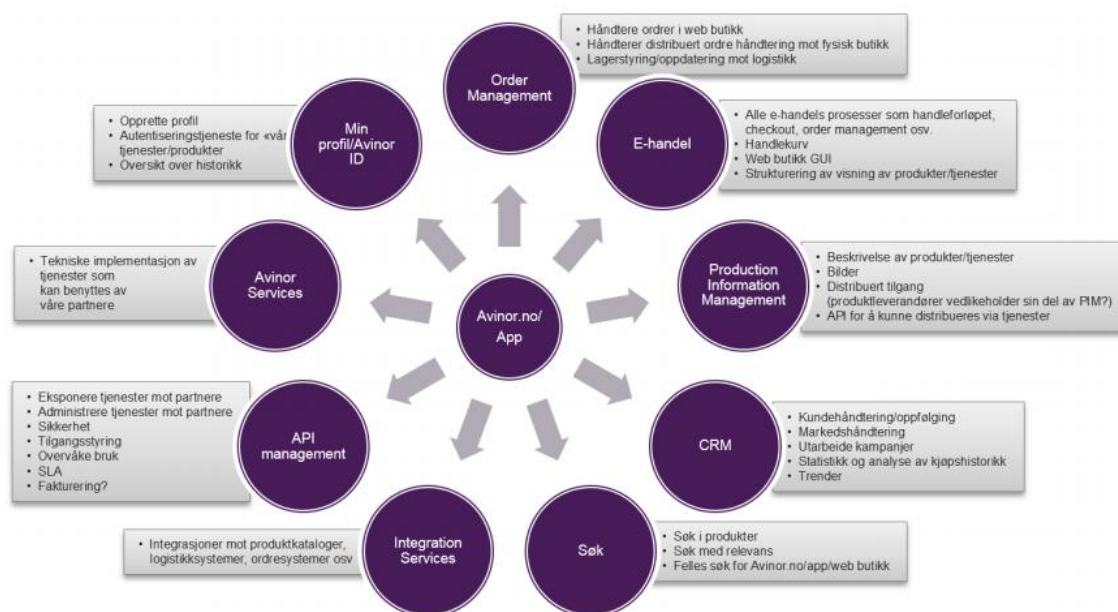 Håndtere ordrer i web butikk
Håndterer distribuert ordre håndtering mot fysisk butikk
Lagerstyring/oppdatering mot logistikk
Order
Management
Alle e-handels prosesser som handleforløpet,
checkout, order management osv.
Handlekurv
Web butikk GUI
Strukturering av visning av produkter/tjenester
E-handel
Beskrivelse av produkter/tjenester
Bilder
Distribuert tilgang
(produktleverandører vedlikeholder sin del av PIM?)
API for å kunne distribueres via tjenester
Production
Information
Management
Kundehåndtering/oppfølging
Markedshåndtering
Utarbeide kampanjer
Statistikk og analyse av kjøpshistorikk
Trender
CRM
Søk i produkter
Søk med relevans
Felles søk for Avinor.no/app/web butikk
Søk
Integrasjoner mot produktkataloger,
logistikksystemer, ordresystemer osv
Integration
Services
Eksponere tjenester mot partnere
Administrere tjenester mot partnere
Sikkerhet
Tilgangsstyring
Overvåke bruk
SLA
Fakturering?
API
management
Tekniske implementasjon av
tjenester som
kan benyttes av
våre partnere
Avinor
Services
Opprette profil
Autentiseringstjeneste for «vår
tjenester/produkter
Oversikt over historikk
Min
profil/Avinor
ID
Avinor.no/
App